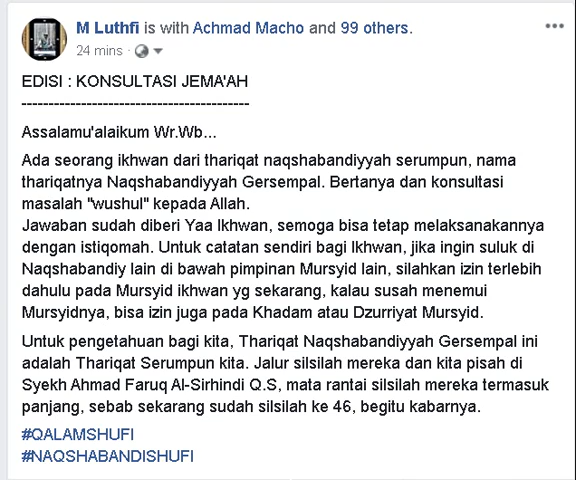 M Luthfi is with Achmad Macho and 99 others.
24 mins ·
EDISI : KONSULTASI JEMA'AH
-------------------------------------------
Assalamu'alaikum Wr.Wb...
Ada seorang ikhwan dari thariqat naqshabandiyyah serumpun, nama
thariqatnya Naqshabandiyyah Gersempal. Bertanya dan konsultasi
masalah "wushul" kepada Allah.
Jawaban sudah diberi Yaa Ikhwan, semoga bisa tetap melaksanakannya
dengan istiqomah. Untuk catatan sendiri bagi Ikhwan, jika ingin suluk di
Naqshabandiy lain di bawah pimpinan Mursyid lain, silahkan izin terlebih
dahulu pada Mursyid ikhwan yg sekarang, kalau susah menemui
Mursyidnya, bisa izin juga pada Khadam atau Dzurriyat Mursyid.
Untuk pengetahuan bagi kita, Thariqat Naqshabandiyyah Gersempal ini
adalah Thariqat Serumpun kita. Jalur silsilah mereka dan kita pisah di
Syekh Ahmad Faruq Al-Sirhindi Q.S, mata rantai silsilah mereka termasuk
panjang, sebab sekarang sudah silsilah ke 46, begitu kabarnya.
#QALAMSHUFI
#NAQSHABANDISHUFI